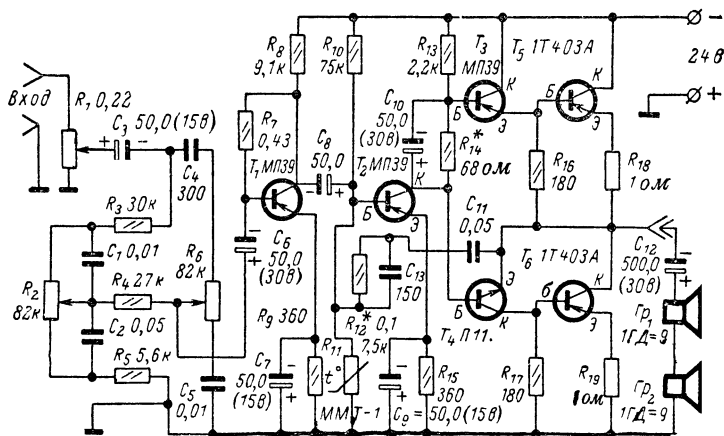 R₈
9,1к
R₁₀
75к
R₁₃
2,2к
T₃
МП39
T₅ 1Т403А
−
24в
+
Вход
R₁ 0,22
C₃ 50,0 (15в)
+ −
C₄
300
R₇
0,43
T₁ МП39
C₈
50,0
− +
C₁₀
50,0
(30в)
−
+
T₂ МП39
К
Б
Э
Б
К
Э
R₁₄*
68 ом
Б
К
Э
R₁₆
180
R₁₈
1 ом
R₃ 30к
C₁ 0,01
R₂
82к
R₄ 27к
C₂ 0,05
R₅ 5,6к
R₆
82к
C₅
0,01
−
+
C₆
50,0
(30в)
R₉ 360
C₇
50,0
(15в)
−
+
R₁₁
t°
ММТ-1
R₁₂* 0,1
7,5к
C₁₃
150
C₁₁
0,05
−
+
C₉ = 50,0 (15в)
R₁₅
360
Б
Э
К
T₄ П11.
T₆ 1Т403А
б
К
Э
R₁₇
180
R₁₉
1 ом
C₁₂
500,0
(30в)
−
+
Гр₁
1ГД=9
Гр₂
1ГД=9